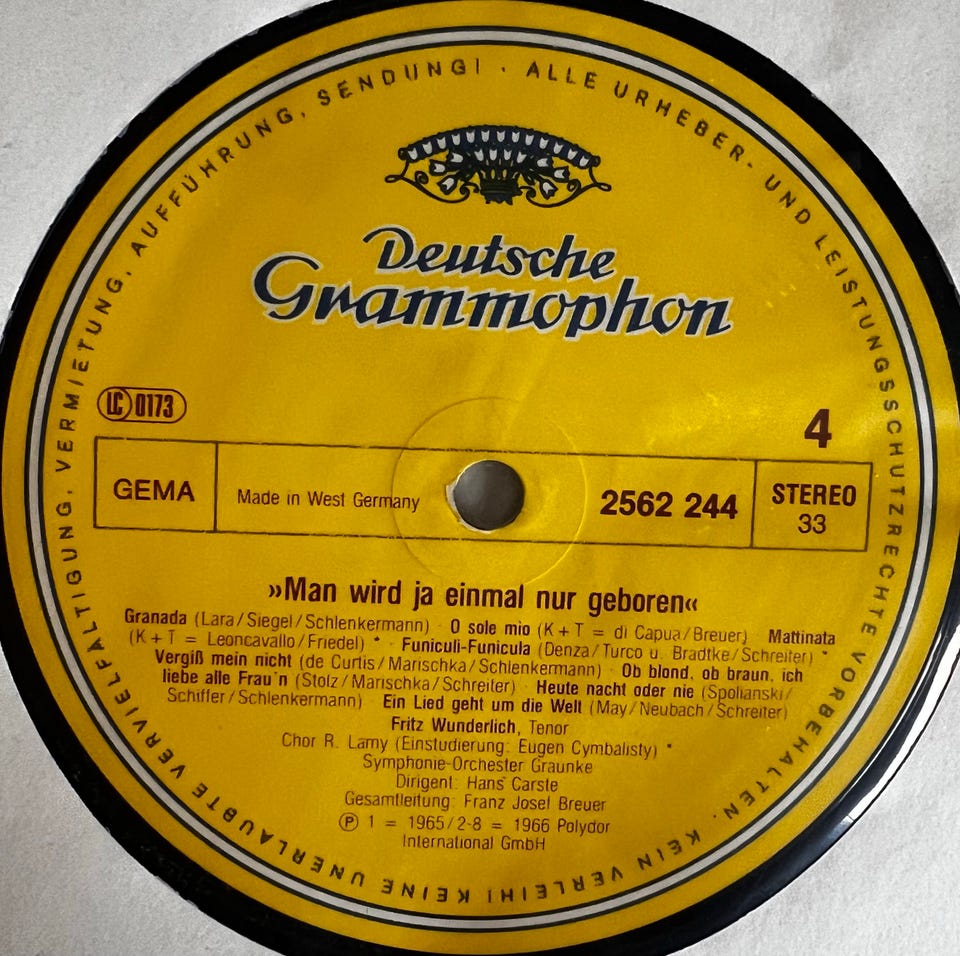 KEINE UNERLAUBTE VERVIELFÄLTIGUNG, VERMIETUNG, AUFFÜHRUNG, SENDUNG! · ALLE URHEBER- UND LEISTUNGSSCHUTZRECHTE VORBEHALTEN · KEIN VERLEIH!
Deutsche
Grammophon
LC 0173
4
GEMA
Made in West Germany
2562 244
STEREO
33
»Man wird ja einmal nur geboren«
Granada (Lara/Siegel/Schlenkermann) · O sole mio (K + T = di Capua/Breuer) · Mattinata
(K + T = Leoncavallo/Friedel) * · Funiculi-Funicula (Denza/Turco u. Bradtke/Schreiter) *
Vergiß mein nicht (de Curtis/Marischka/Schlenkermann) · Ob blond, ob braun, ich
liebe alle Frau'n (Stolz/Marischka/Schreiter) · Heute nacht oder nie (Spolianski/
Schiffer/Schlenkermann) · Ein Lied geht um die Welt (May/Neubach/Schreiter)
Fritz Wunderlich, Tenor
Chor R. Lamy (Einstudierung: Eugen Cymbalisty) *
Symphonie-Orchester Graunke
Dirigent: Hans Carste
Gesamtleitung: Franz Josef Breuer
Ⓟ 1 = 1965/2-8 = 1966 Polydor
International GmbH